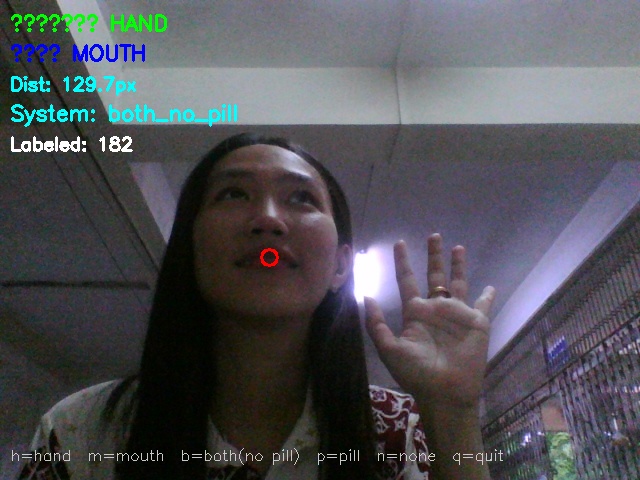 ??????? HAND
???? MOUTH
Dist: 129.7px
System: both_no_pill
Labeled: 182
h=hand m=mouth b=both(no pill) p=pill n=none q=quit